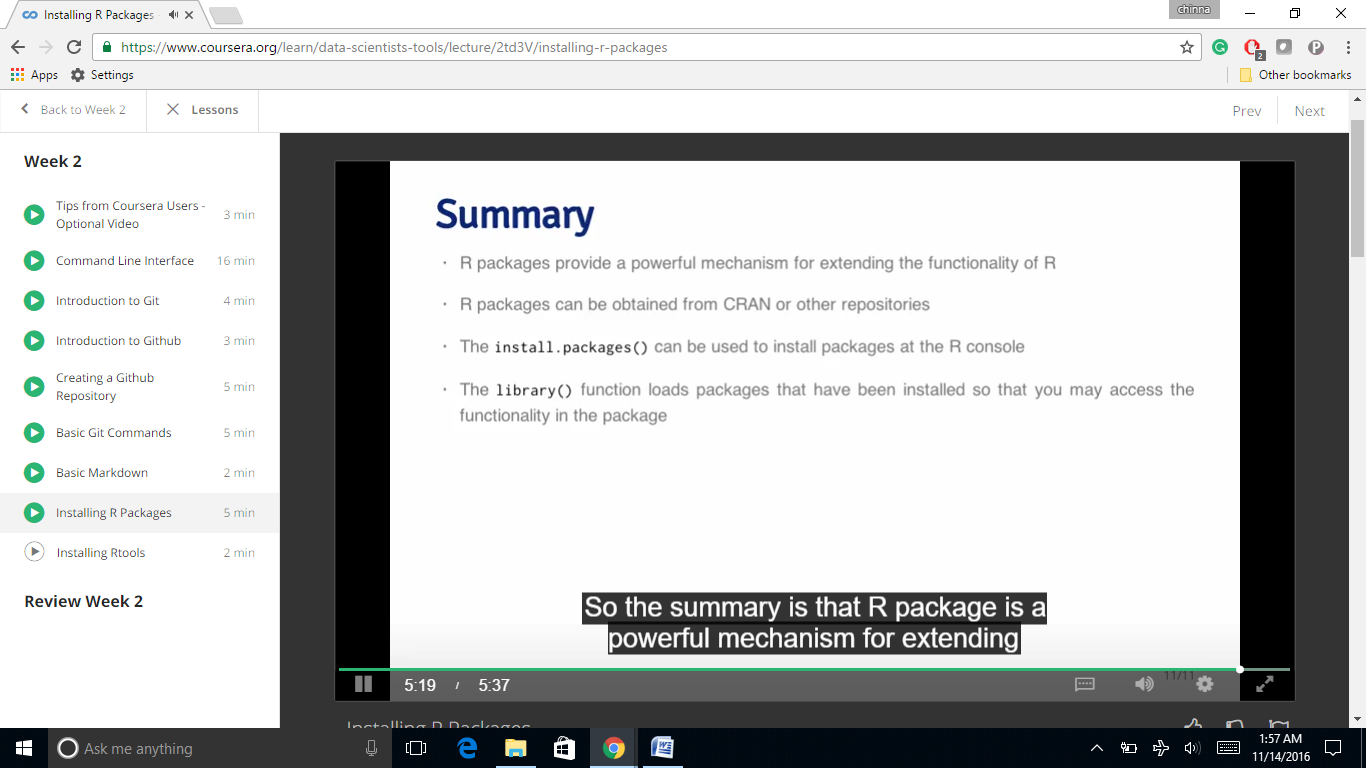 Installing R Packages
chinna
https://www.coursera.org/learn/data-scientists-tools/lecture/2td3V/installing-r-packages
2
Apps
Settings
Other bookmarks
Back to Week 2
Lessons
Prev
Next
Week 2
Tips from Coursera Users -
Optional Video
3 min
Command Line Interface
16 min
Introduction to Git
4 min
Introduction to Github
3 min
Creating a Github
Repository
5 min
Basic Git Commands
5 min
Basic Markdown
2 min
Installing R Packages
5 min
Installing Rtools
2 min
Review Week 2
Summary
· R packages provide a powerful mechanism for extending the functionality of R
· R packages can be obtained from CRAN or other repositories
· The install.packages() can be used to install packages at the R console
· The library() function loads packages that have been installed so that you may access the
functionality in the package
So the summary is that R package is a
powerful mechanism for extending
11/11
5:19 / 5:37
Installing R Packages
Ask me anything
1:57 AM
11/14/2016